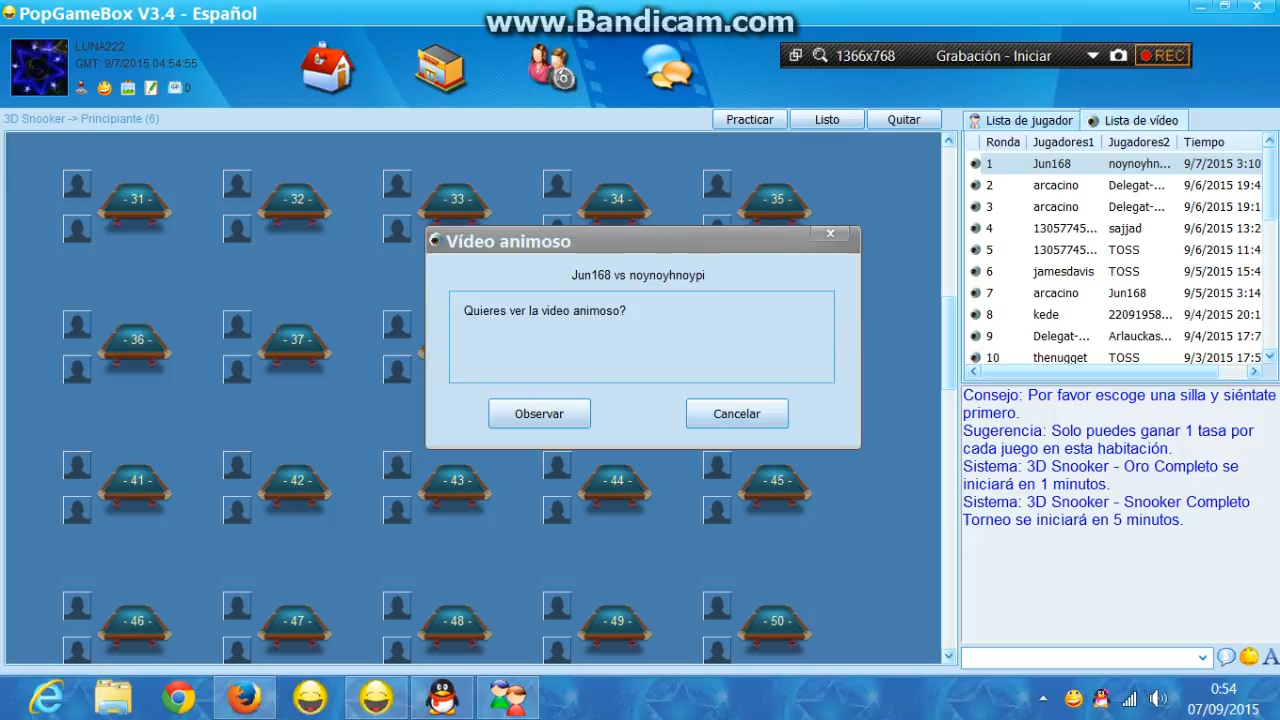 PopGameBox V3.4 - Español
www.Bandicam.com
LUNA222
GMT: 9/7/2015 04:54:55
0
1366x768
Grabación - Iniciar
REC
3D Snooker -> Principiante (6)
Practicar
Listo
Quitar
Lista de jugador
Lista de vídeo
Ronda Jugadores1 Jugadores2 Tiempo
1 Jun168 noynoyhn... 9/7/2015 3:10
2 arcacino Delegat-... 9/6/2015 19:4
3 arcacino Delegat-... 9/6/2015 19:1
4 13057745... sajjad 9/6/2015 13:2
5 13057745... TOSS 9/6/2015 11:4
6 jamesdavis TOSS 9/5/2015 15:4
7 arcacino Jun168 9/5/2015 3:14
8 kede 22091958... 9/4/2015 20:1
9 Delegat-... Arlauckas... 9/4/2015 17:7
10 thenugget TOSS 9/3/2015 17:5
- 31 - - 32 - - 33 - - 34 - - 35 -
Vídeo animoso
Jun168 vs noynoyhnoypi
Quieres ver la video animoso?
Observar
Cancelar
- 36 - - 37 -
- 41 - - 42 - - 43 - - 44 - - 45 -
- 46 - - 47 - - 48 - - 49 - - 50 -
Consejo: Por favor escoge una silla y siéntate
primero.
Sugerencia: Solo puedes ganar 1 tasa por
cada juego en esta habitación.
Sistema: 3D Snooker - Oro Completo se
iniciará en 1 minutos.
Sistema: 3D Snooker - Snooker Completo
Torneo se iniciará en 5 minutos.
A
0:54
07/09/2015